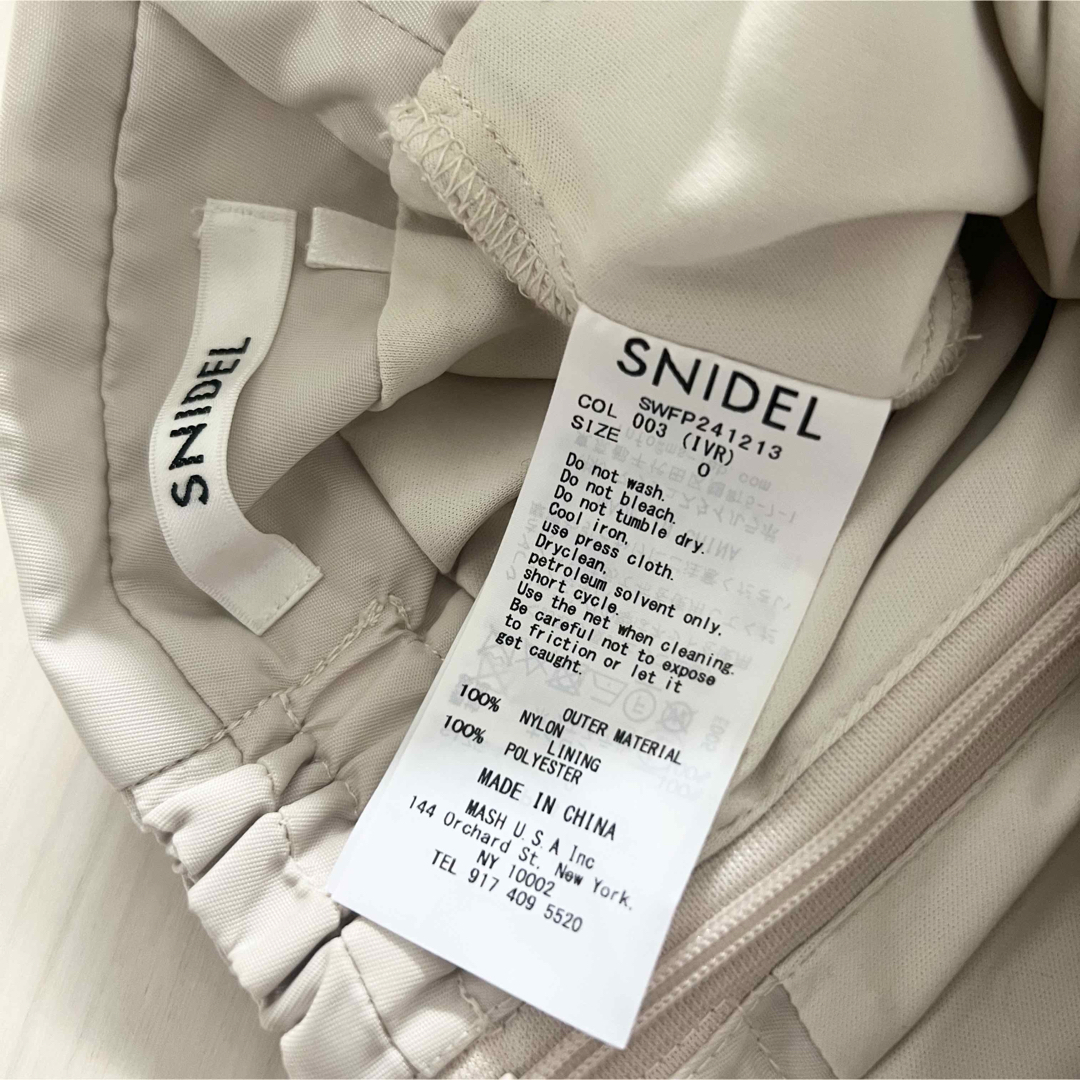 SNIDEL
SNIDEL
SWFP241213
COL 003 (IVR)
SIZE 0
Do not wash.
Do not bleach.
Do not tumble dry.
Cool iron.
use press cloth.
Dryclean.
petroleum solvent only.
short cycle.
Use the net when cleaning.
Be careful not to expose
to friction or let it
get caught.
OUTER MATERIAL
100% NYLON
LINING
100% POLYESTER
MADE IN CHINA
MASH U.S.A Inc
144 Orchard St. New York.
NY 10002
TEL 917 409 5520